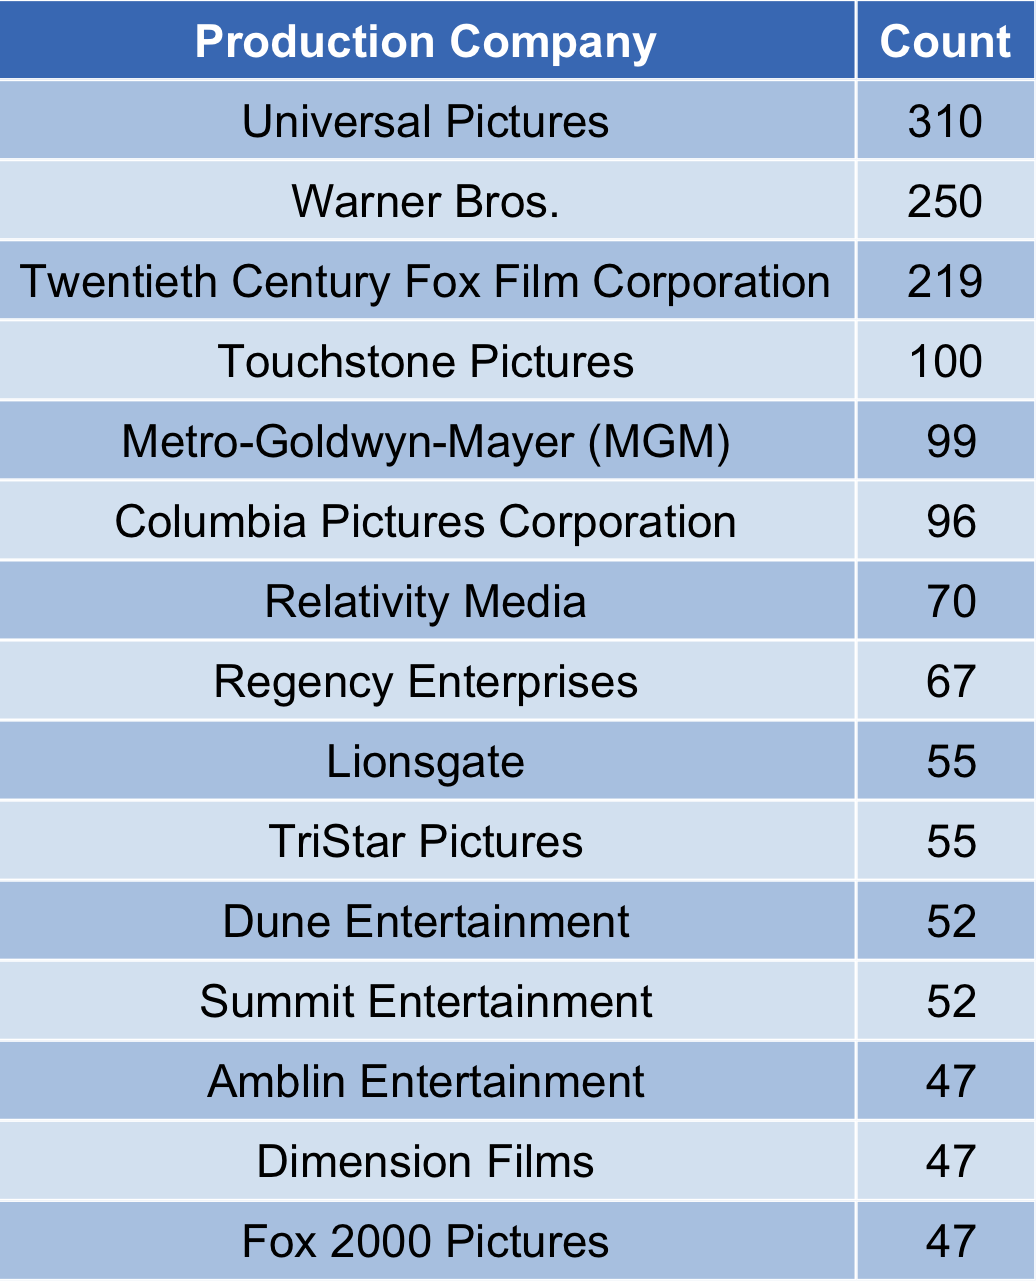 Production Company Count
Universal Pictures 310
Warner Bros. 250
Twentieth Century Fox Film Corporation 219
Touchstone Pictures 100
Metro-Goldwyn-Mayer (MGM) 99
Columbia Pictures Corporation 96
Relativity Media 70
Regency Enterprises 67
Lionsgate 55
TriStar Pictures 55
Dune Entertainment 52
Summit Entertainment 52
Amblin Entertainment 47
Dimension Films 47
Fox 2000 Pictures 47